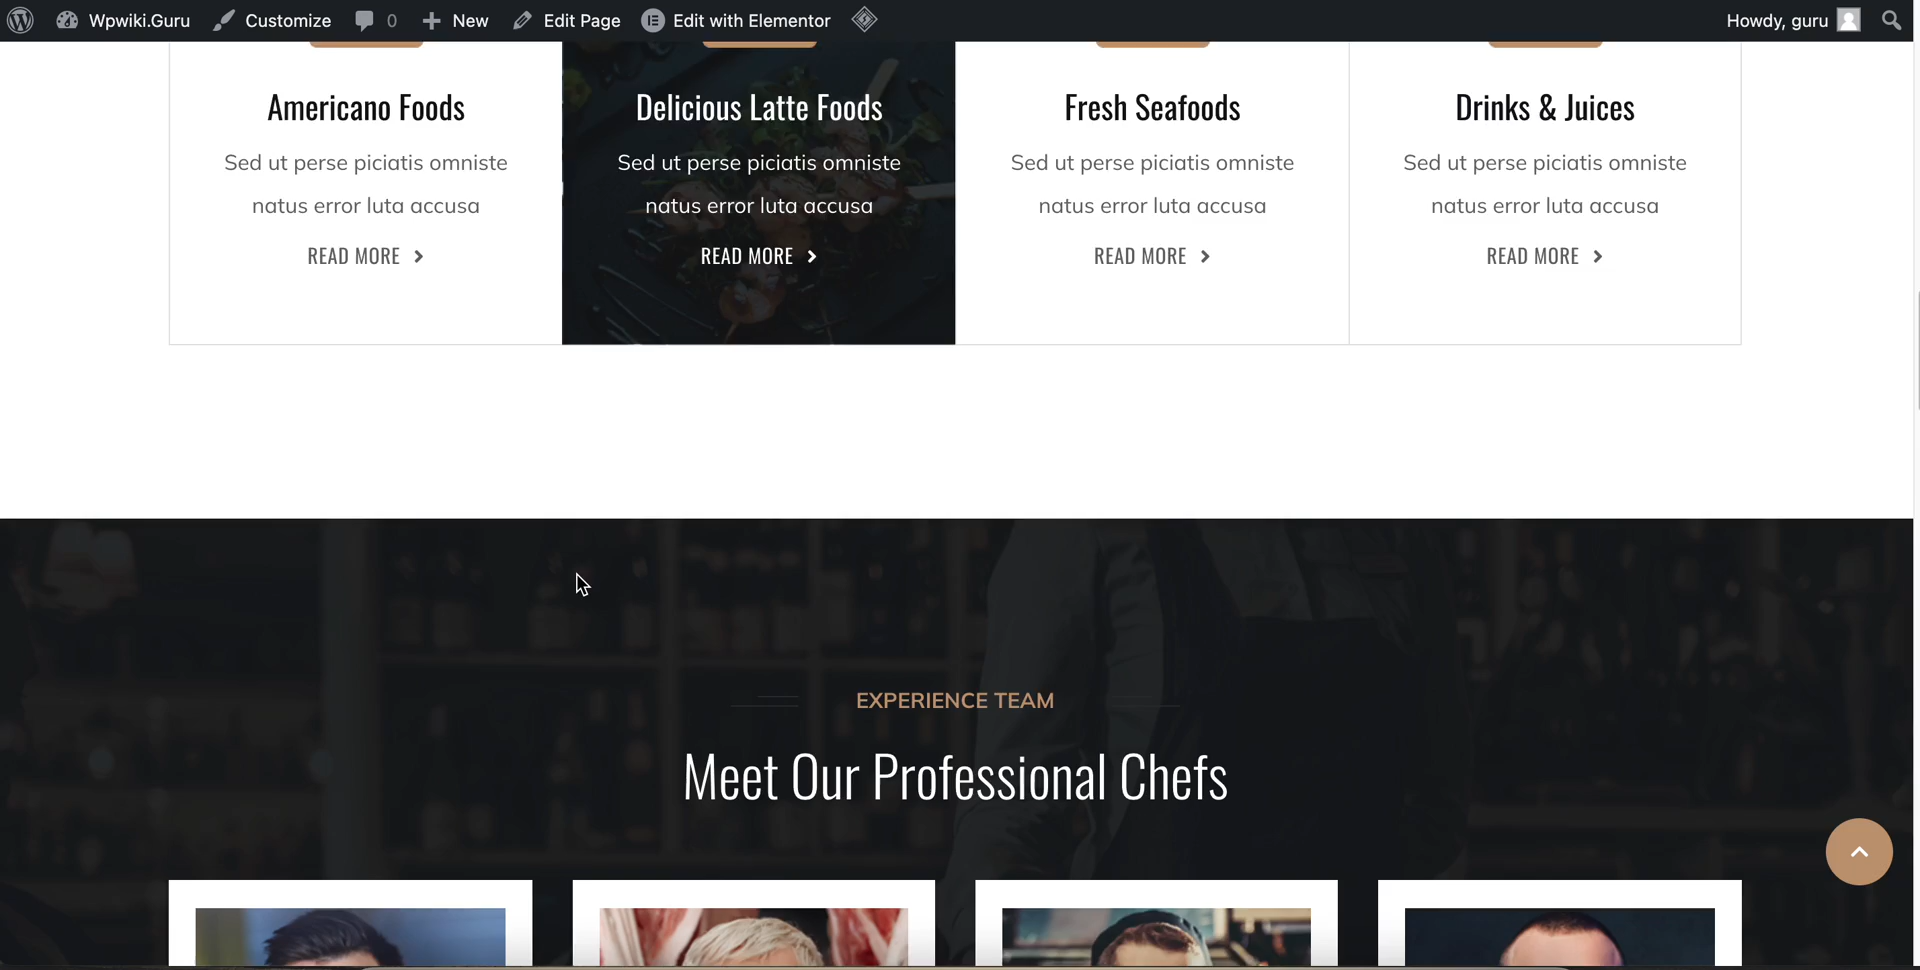 Wpwiki.Guru Customize 0 New Edit Page Edit with Elementor Howdy, guru
Americano Foods
Sed ut perse piciatis omniste
natus error luta accusa
READ MORE
Delicious Latte Foods
Sed ut perse piciatis omniste
natus error luta accusa
READ MORE
Fresh Seafoods
Sed ut perse piciatis omniste
natus error luta accusa
READ MORE
Drinks & Juices
Sed ut perse piciatis omniste
natus error luta accusa
READ MORE
EXPERIENCE TEAM
Meet Our Professional Chefs